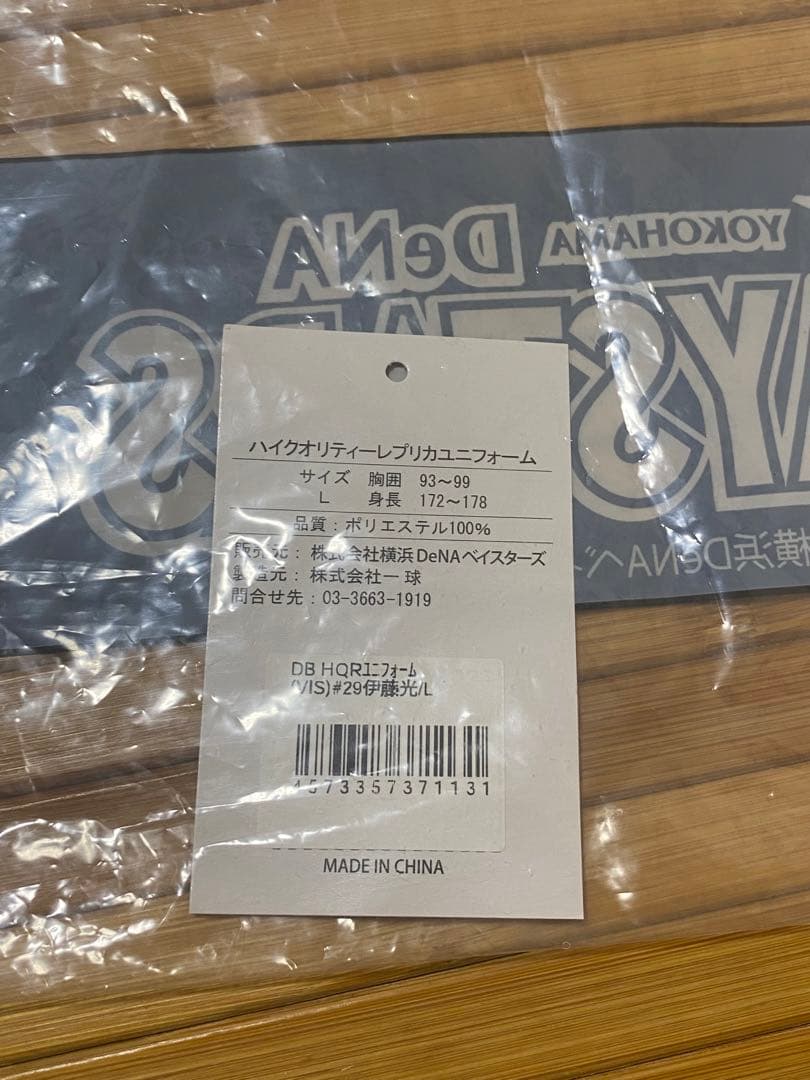 YOKOHAMA DeNA
横浜DeNAベ
ハイクオリティーレプリカユニフォーム
サイズ 胸囲 93～99
L 身長 172～178
品質：ポリエステル100%
販売元：株式会社横浜DeNAベイスターズ
製造元：株式会社一球
問合せ先：03-3663-1919
DB HQRﾕﾆﾌｫｰﾑ
(VIS)#29伊藤光/L
4573357371131
MADE IN CHINA